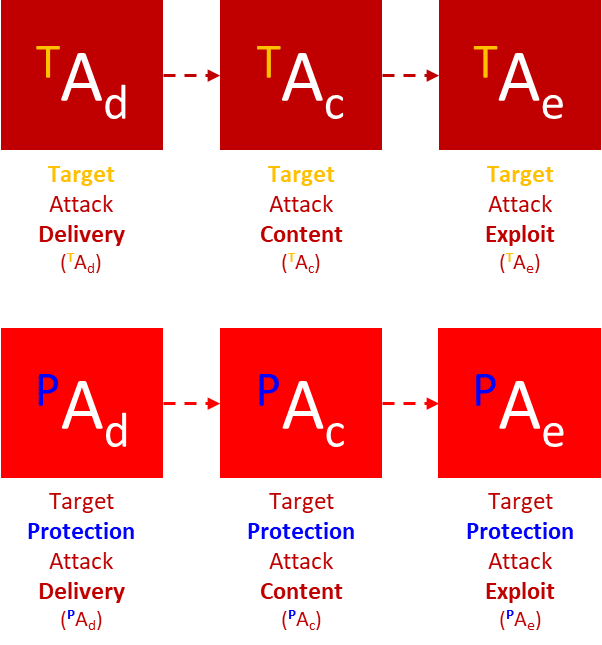 TAd
TAc
TAe
Target
Attack
Delivery
(TAd)
Target
Attack
Content
(TAc)
Target
Attack
Exploit
(TAe)
PAd
PAc
PAe
Target
Protection
Attack
Delivery
(PAd)
Target
Protection
Attack
Content
(PAc)
Target
Protection
Attack
Exploit
(PAe)